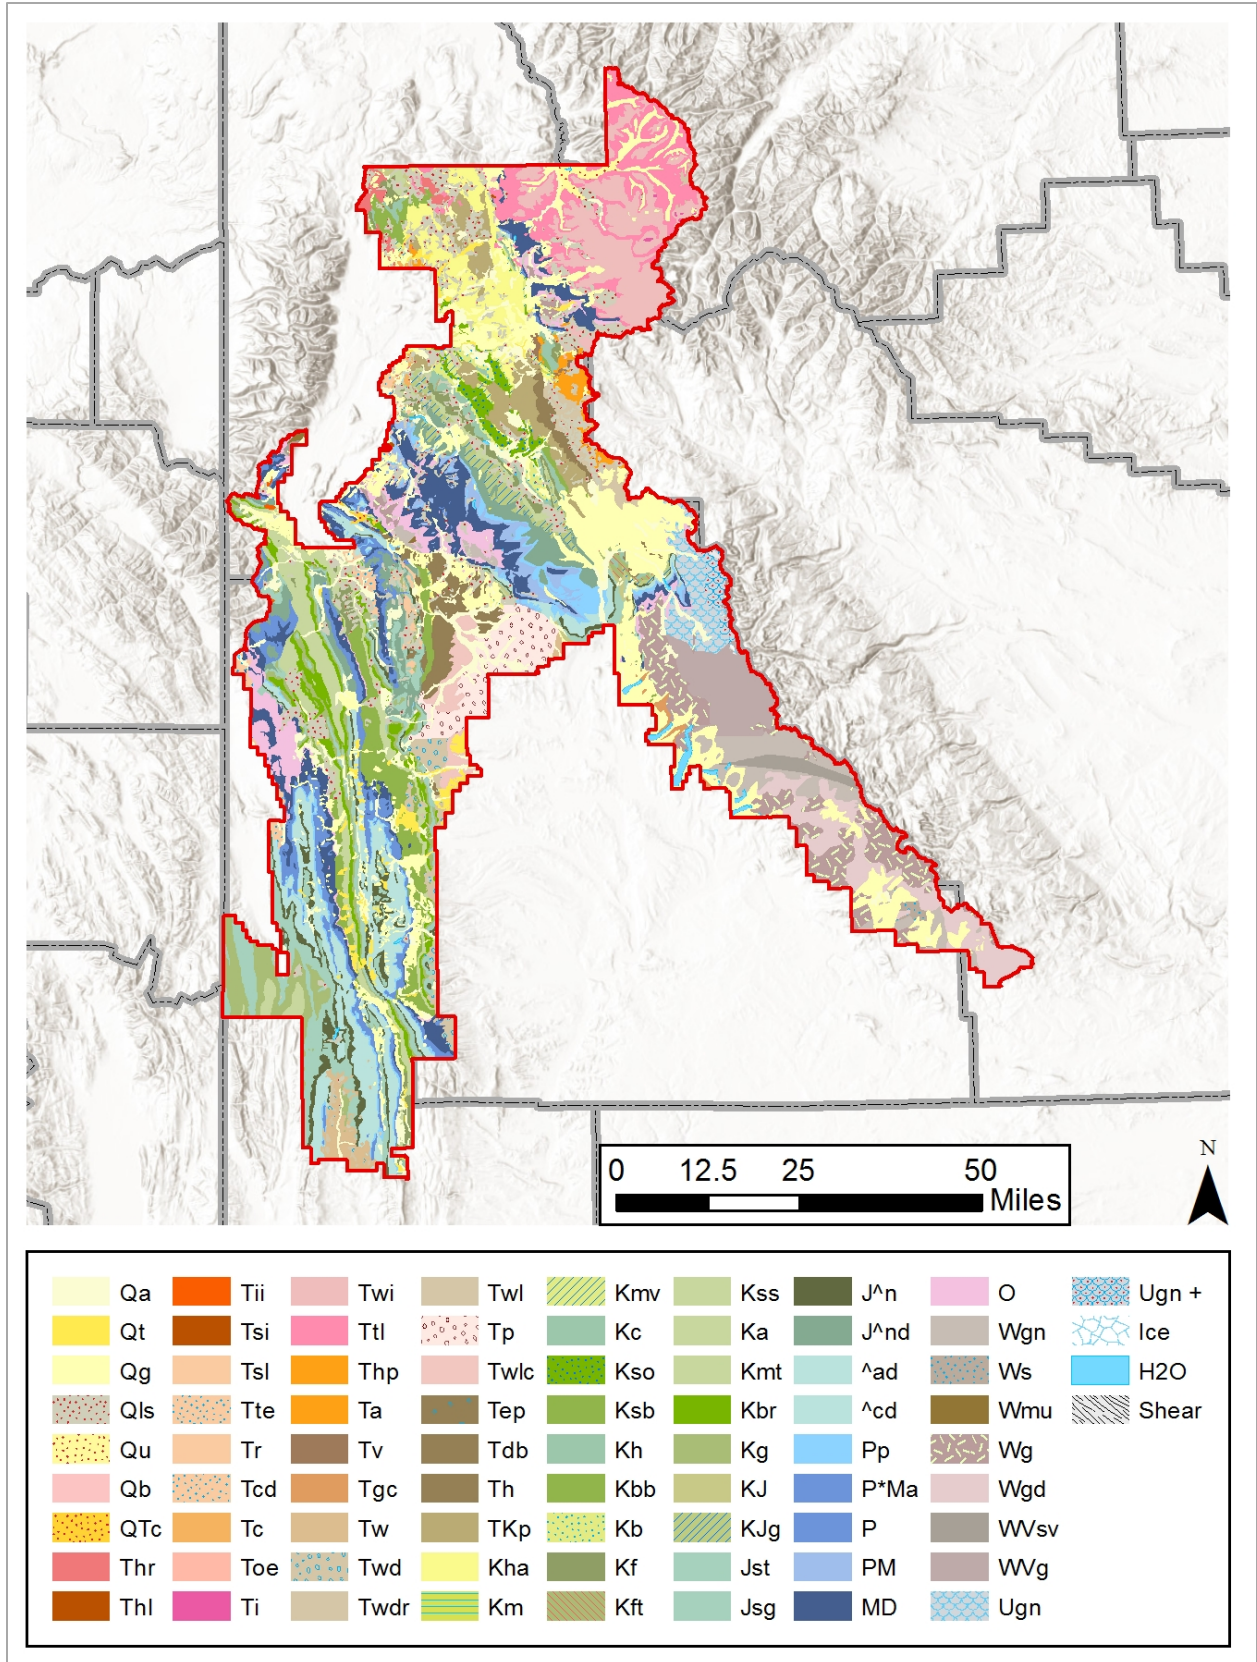 N
0 12.5 25 50
Miles
Qa Tii Twi Twl Kmv Kss J^n O Ugn +
Qt Tsi Ttl Tp Kc Ka J^nd Wgn Ice
Qg Tsl Thp Twlc Kso Kmt ^ad Ws H2O
Qls Tte Ta Tep Ksb Kbr ^cd Wmu Shear
Qu Tr Tv Tdb Kh Kg Pp Wg
Qb Tcd Tgc Th Kbb KJ P*Ma Wgd
QTc Tc Tw TKp Kb KJg P WVsv
Thr Toe Twd Kha Kf Jst PM WVg
Thl Ti Twdr Km Kft Jsg MD Ugn